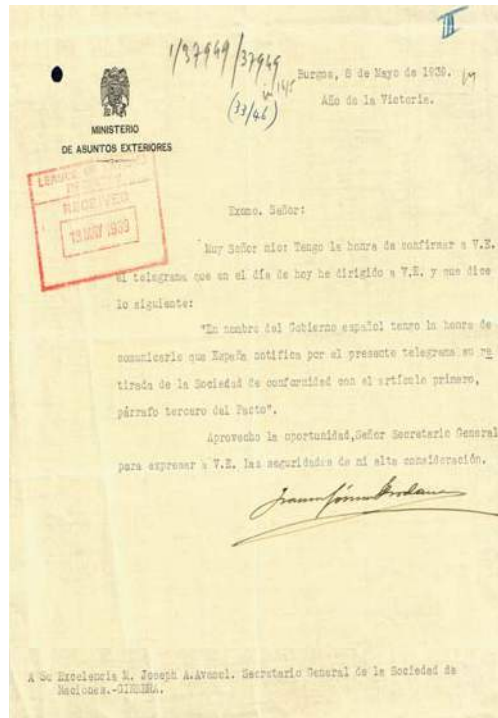 III
1/37949/37949
Burgos, 8 de Mayo de 1939.
Año de la Victoria.
(33/46)
MINISTERIO
DE ASUNTOS EXTERIORES
LEAGUE OF NATIONS
RECEIVED
13 MAY 1939
Excmo. Señor:
Muy Señor mio: Tengo la honra de confirmar a V.E.
el telegrama que en el día de hoy he dirigido a V.E. y que dice
lo siguiente:
"En nombre del Gobierno español tengo la honra de
comunicarle que España notifica por el presente telegrama su re
tirada de la Sociedad de conformidad con el artículo primero,
párrafo tercero del Pacto".
Aprovecho la oportunidad,Señor Secretario General
para expresar a V.E. las seguridades de mi alta consideración.
A Su Excelencia M. Joseph A.Avenol. Secretario General de la Sociedad de
Naciones.-GINEBRA.